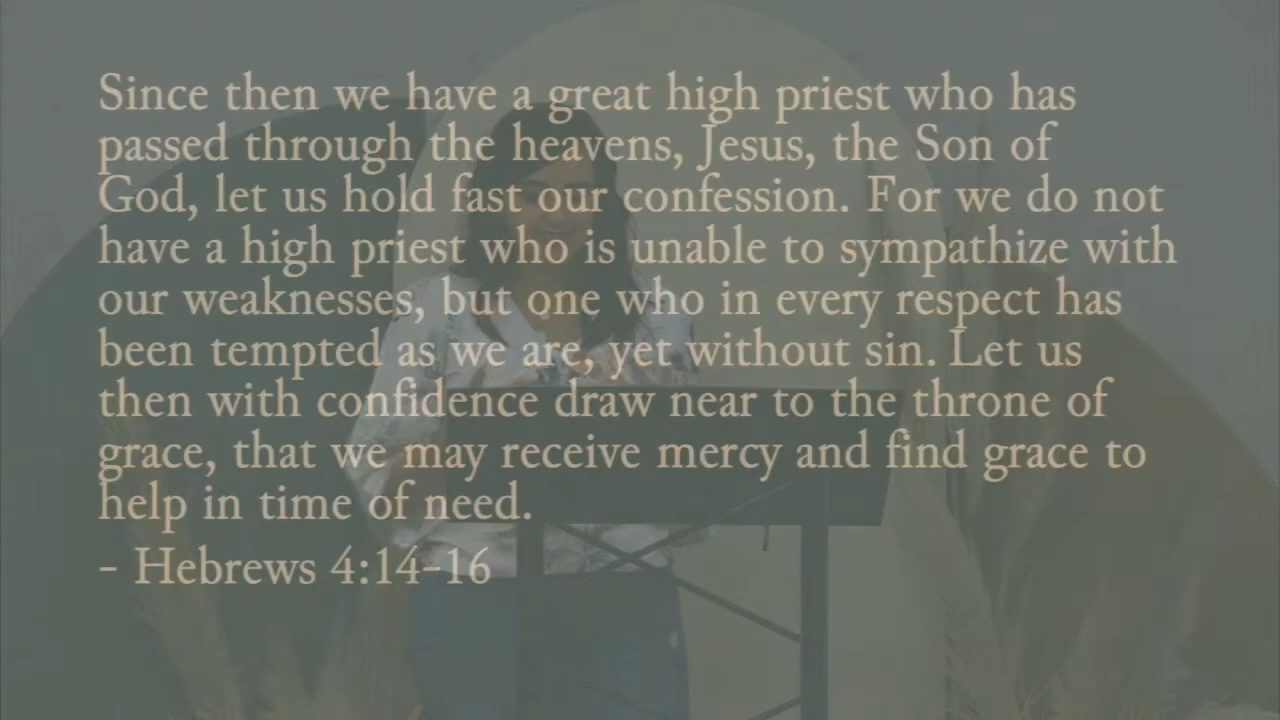 Since then we have a great high priest who has
passed through the heavens, Jesus, the Son of
God, let us hold fast our confession. For we do not
have a high priest who is unable to sympathize with
our weaknesses, but one who in every respect has
been tempted as we are, yet without sin. Let us
then with confidence draw near to the throne of
grace, that we may receive mercy and find grace to
help in time of need.
- Hebrews 4:14-16